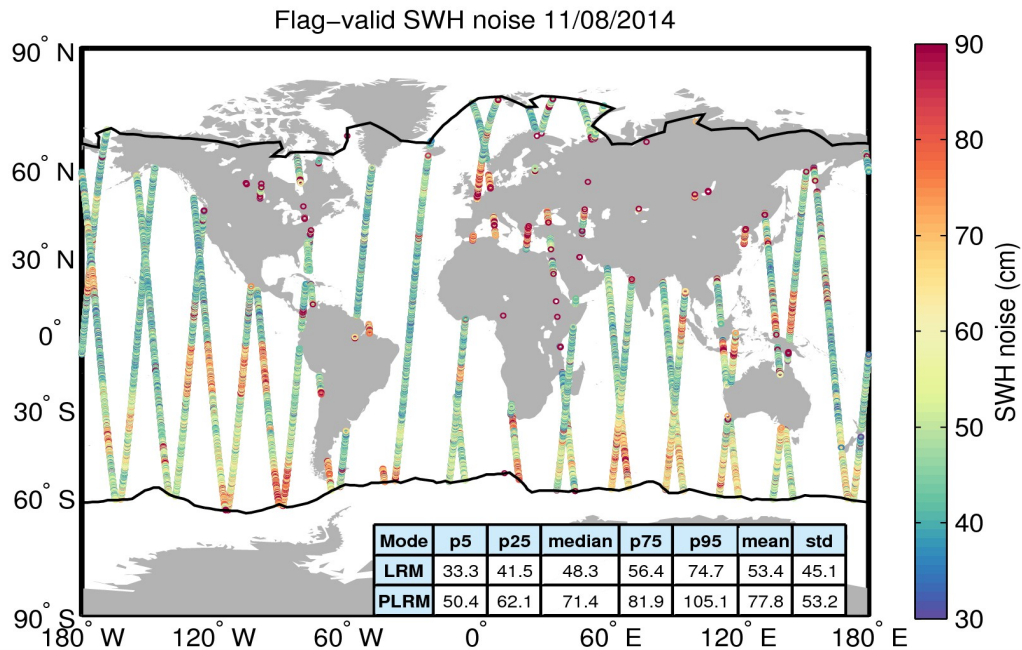 Flag−valid SWH noise 11/08/2014
90° N
60° N
30° N
0°
30° S
60° S
90° S
180° W
120° W
60° W
0°
60° E
120° E
180° E
Mode p5 p25 median p75 p95 mean std
LRM 33.3 41.5 48.3 56.4 74.7 53.4 45.1
PLRM 50.4 62.1 71.4 81.9 105.1 77.8 53.2
90
80
70
60
50
40
30
SWH noise (cm)